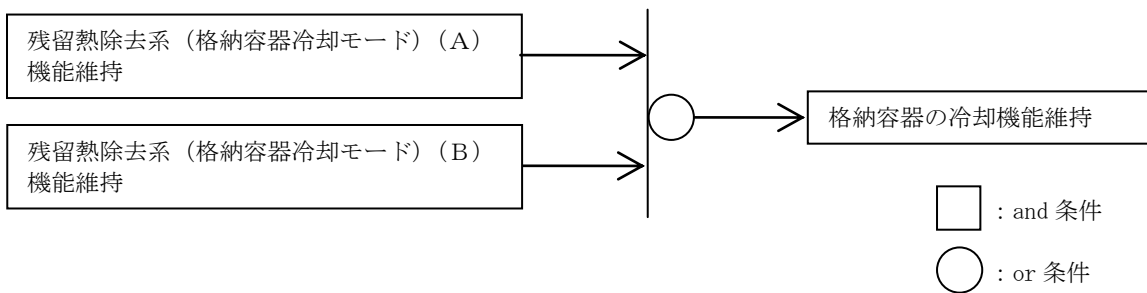 残留熱除去系（格納容器冷却モード）（A）
機能維持
残留熱除去系（格納容器冷却モード）（B）
機能維持
格納容器の冷却機能維持
：and 条件
：or 条件